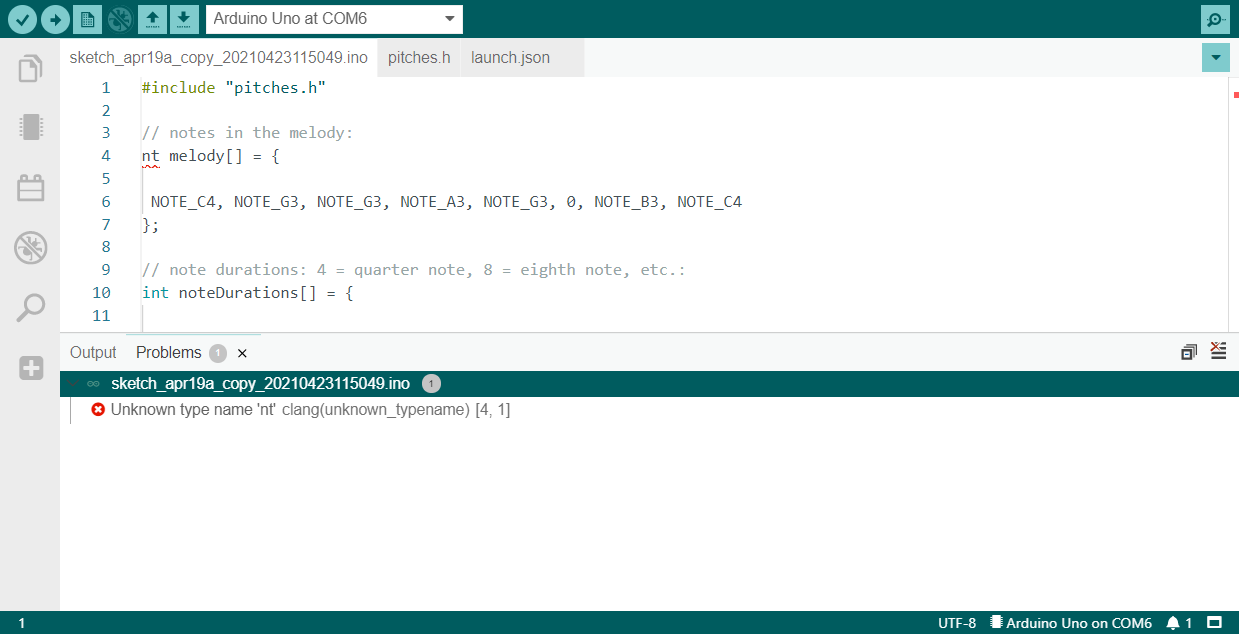 Arduino Uno at COM6
sketch_apr19a_copy_20210423115049.ino pitches.h launch.json
1 #include "pitches.h"
2
3 // notes in the melody:
4 nt melody[] = {
5
6 NOTE_C4, NOTE_G3, NOTE_G3, NOTE_A3, NOTE_G3, 0, NOTE_B3, NOTE_C4
7 };
8
9 // note durations: 4 = quarter note, 8 = eighth note, etc.:
10 int noteDurations[] = {
11
Output Problems 1 ×
sketch_apr19a_copy_20210423115049.ino 1
Unknown type name 'nt' clang(unknown_typename) [4, 1]
1 UTF-8 Arduino Uno on COM6 1